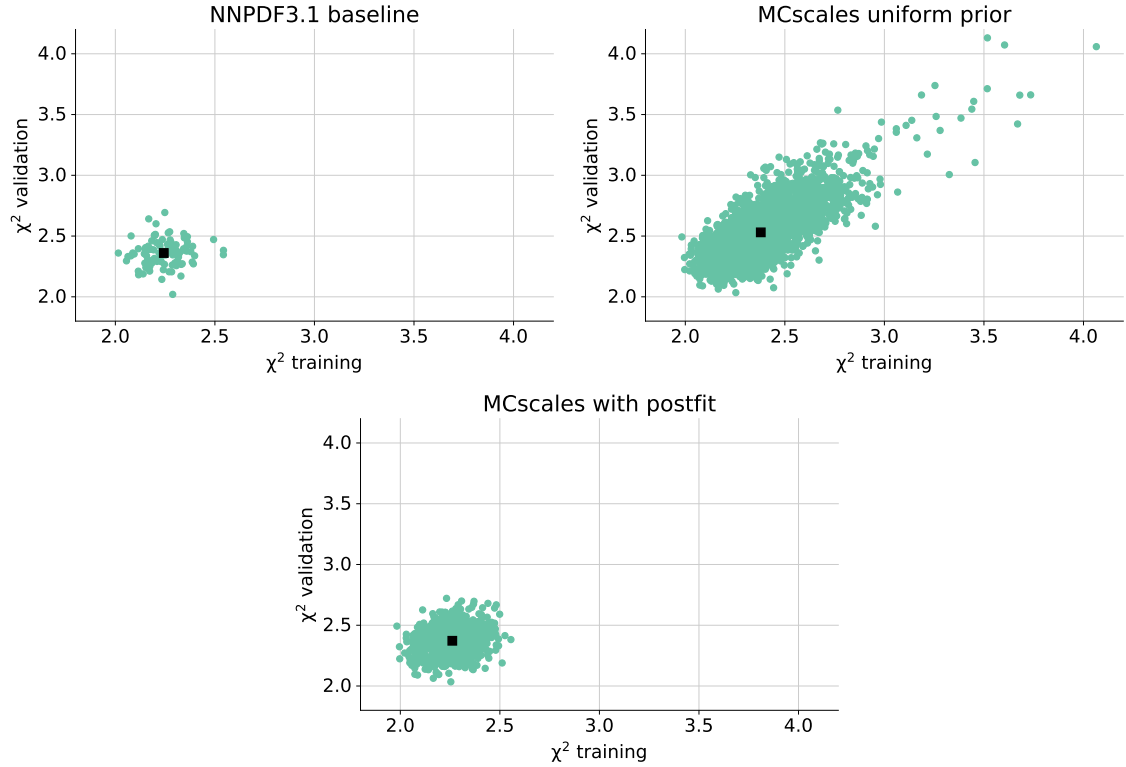 NNPDF3.1 baseline
χ² validation
4.0
3.5
3.0
2.5
2.0
2.0 2.5 3.0 3.5 4.0
χ² training
MCscales uniform prior
χ² validation
4.0
3.5
3.0
2.5
2.0
2.0 2.5 3.0 3.5 4.0
χ² training
MCscales with postfit
χ² validation
4.0
3.5
3.0
2.5
2.0
2.0 2.5 3.0 3.5 4.0
χ² training